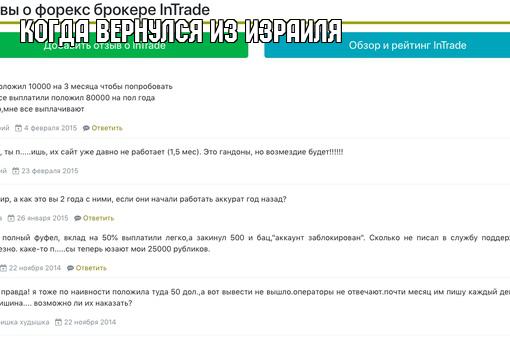 вы о форекс брокере InTrade
КОГДА ВЕРНУЛСЯ ИЗ ИЗРАИЛЯ
Добавить отзыв о InTrade
Обзор и рейтинг InTrade
оложил 10000 на 3 месяца чтобы попробовать
се выплатили положил 80000 на пол года
,мне все выплачивают
ий 4 февраля 2015 Ответить
, ты п.....ишь, их сайт уже давно не работает (1,5 мес). Это гандоны, но возмездие будет!!!!!!
ий 23 февраля 2015
ир, а как это вы 2 года с ними, если они начали работать аккурат год назад?
а 26 января 2015 Ответить
полный фуфел, вклад на 50% выплатили легко,а закинул 500 и бац,"аккаунт заблокирован". Сколько не писал в службу поддер
езно. каке-то п.....сы теперь юзают мои 25000 рубликов.
22 ноября 2014 Ответить
правда! я тоже по наивности положила туда 50 дол.,а вот вывести не вышло.операторы не отвечают.почти месяц им пишу каждый де
ишина.... возможно ли их наказать?
ишка худышка 22 ноября 2014